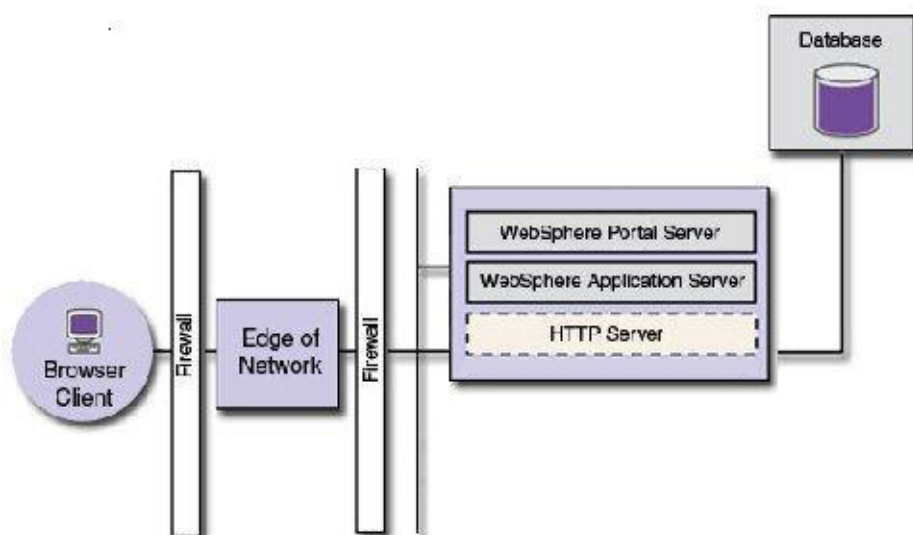 Database
WebSphere Portal Server
WebSphere Application Server
HTTP Server
Browser
Client
Firewall
Edge of
Network
Firewall